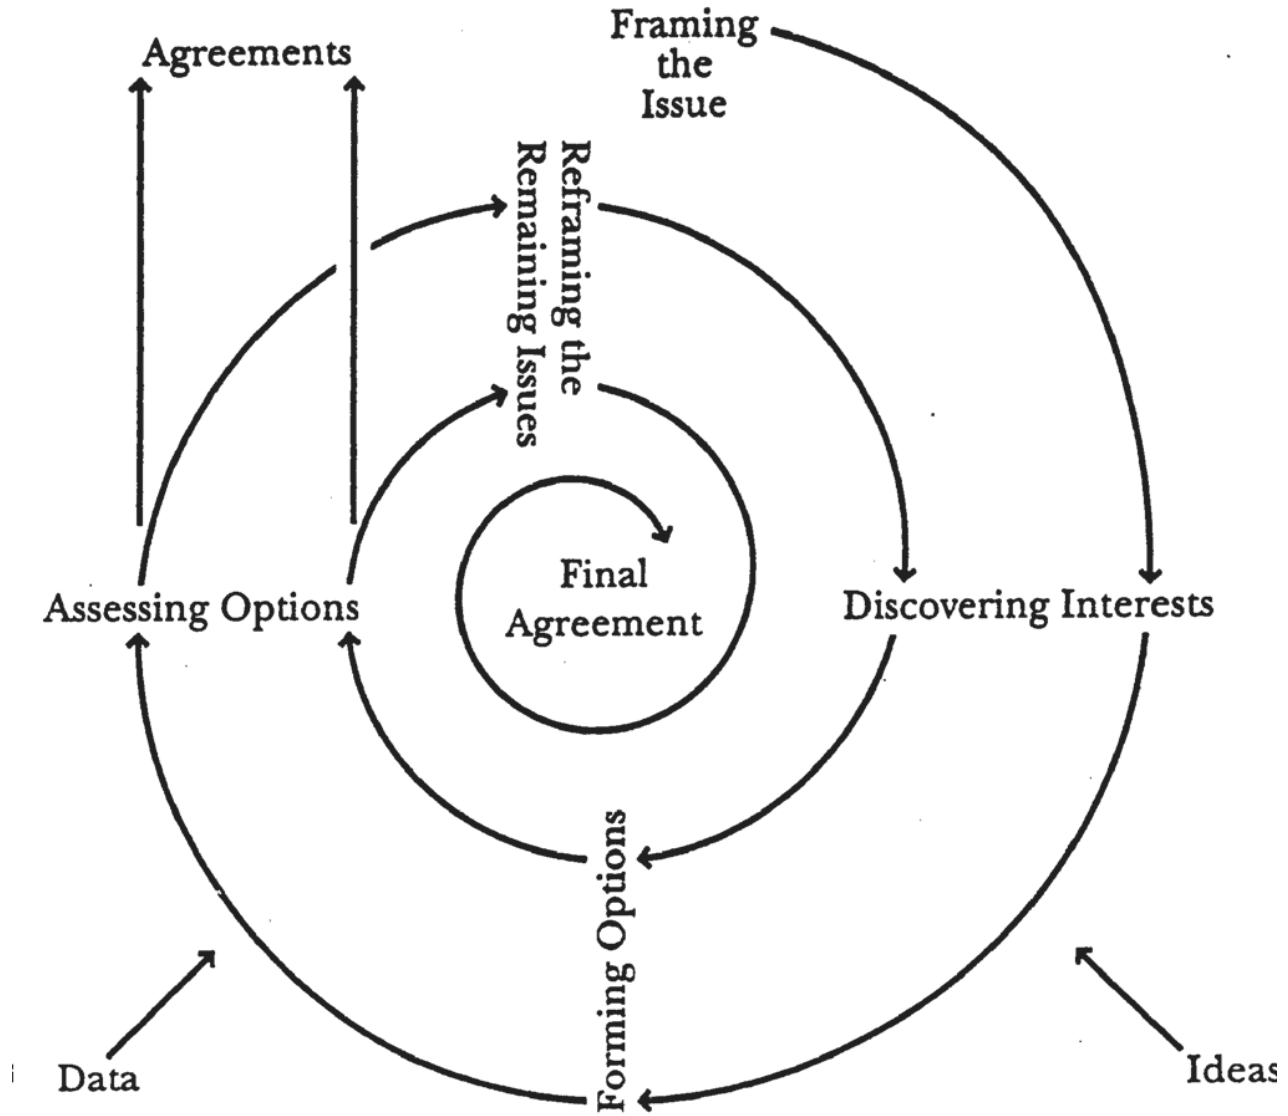 Agreements
Framing
the
Issue
Reframing the
Remaining Issues
Final
Agreement
Assessing Options
Discovering Interests
Forming Options
Data
Ideas